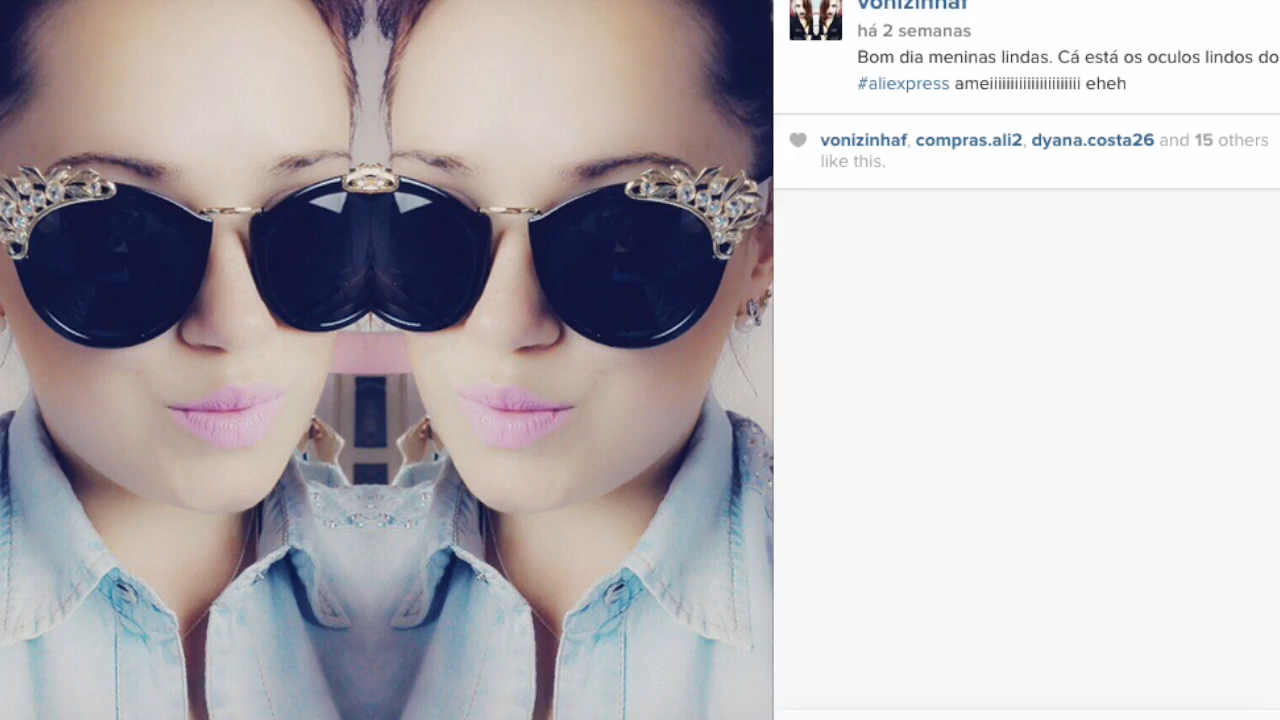 vonizinhaf
há 2 semanas
Bom dia meninas lindas. Cá está os oculos lindos do
#aliexpress ameiiiiiiiiiiiiiiiiiiiiiii eheh
vonizinhaf, compras.ali2, dyana.costa26 and 15 others
like this.